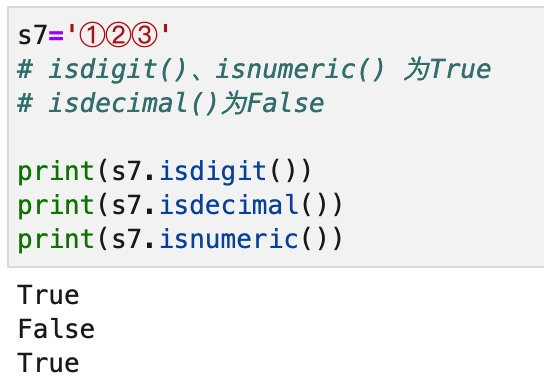 s7='①②③'
# isdigit()、isnumeric() 为True
# isdecimal()为False
print(s7.isdigit())
print(s7.isdecimal())
print(s7.isnumeric())
True
False
True